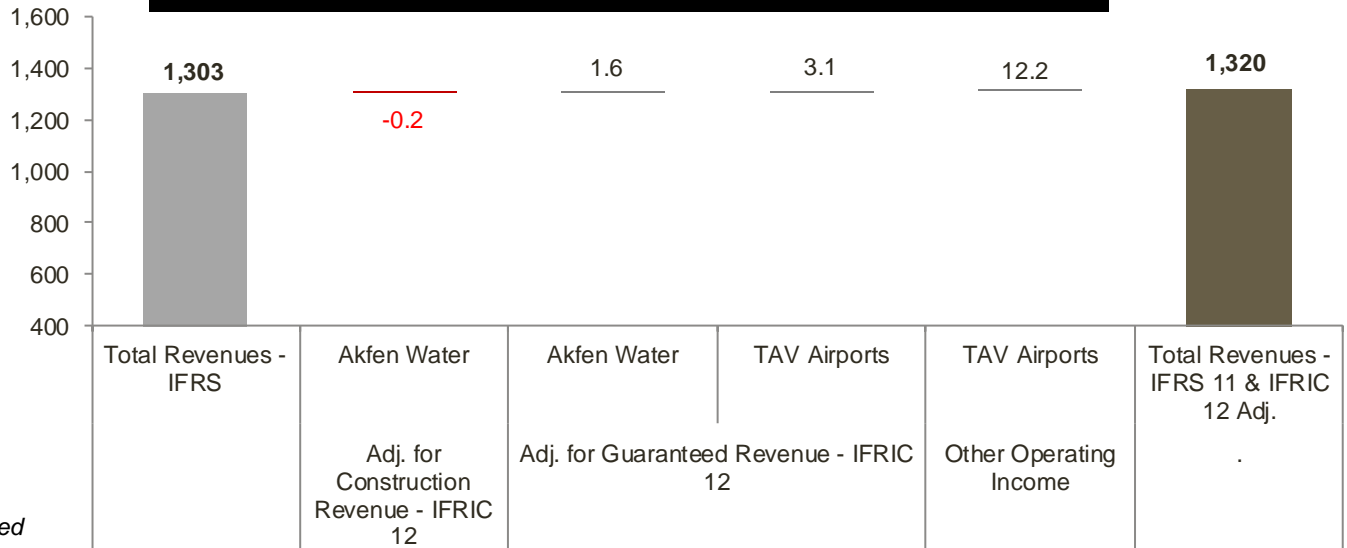 1,600
1,400
1,200
1,000
800
600
400
1,303
-0.2
1.6
3.1
12.2
1,320
Total Revenues -
IFRS
Akfen Water
Akfen Water
TAV Airports
TAV Airports
Total Revenues -
IFRS 11 & IFRIC
12 Adj.
Adj. for
Construction
Revenue - IFRIC
12
Adj. for Guaranteed Revenue - IFRIC
12
Other Operating
Income
.